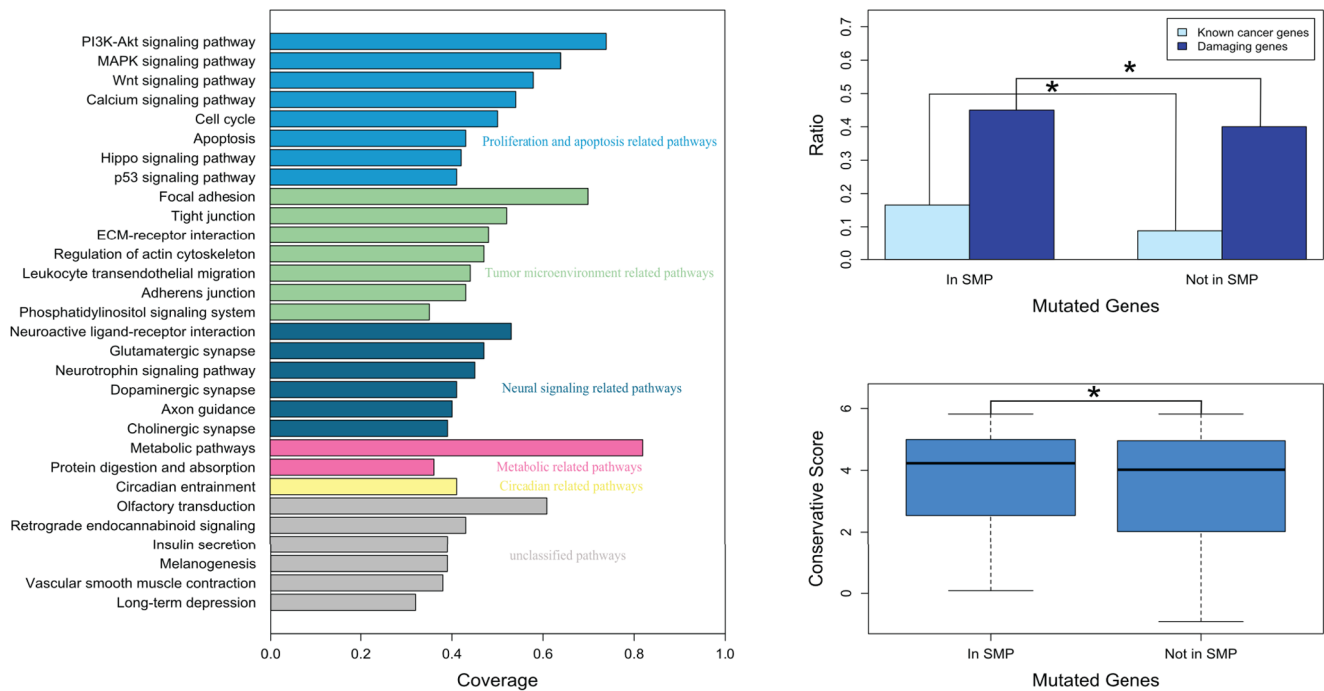 PI3K-Akt signaling pathway
MAPK signaling pathway
Wnt signaling pathway
Calcium signaling pathway
Cell cycle
Apoptosis
Proliferation and apoptosis related pathways
Hippo signaling pathway
p53 signaling pathway
Focal adhesion
Tight junction
ECM-receptor interaction
Regulation of actin cytoskeleton
Leukocyte transendothelial migration
Tumor microenvironment related pathways
Adherens junction
Phosphatidylinositol signaling system
Neuroactive ligand-receptor interaction
Glutamatergic synapse
Neurotrophin signaling pathway
Dopaminergic synapse
Neural signaling related pathways
Axon guidance
Cholinergic synapse
Metabolic pathways
Protein digestion and absorption
Metabolic related pathways
Circadian entrainment
Circadian related pathways
Olfactory transduction
Retrograde endocannabinoid signaling
Insulin secretion
unclassified pathways
Melanogenesis
Vascular smooth muscle contraction
Long-term depression
0.0 0.2 0.4 0.6 0.8 1.0
Coverage
Known cancer genes
Damaging genes
*
*
Ratio
0.7
0.6
0.5
0.4
0.3
0.2
0.1
0.0
In SMP Not in SMP
Mutated Genes
*
Conservative Score
6
4
2
0
In SMP Not in SMP
Mutated Genes